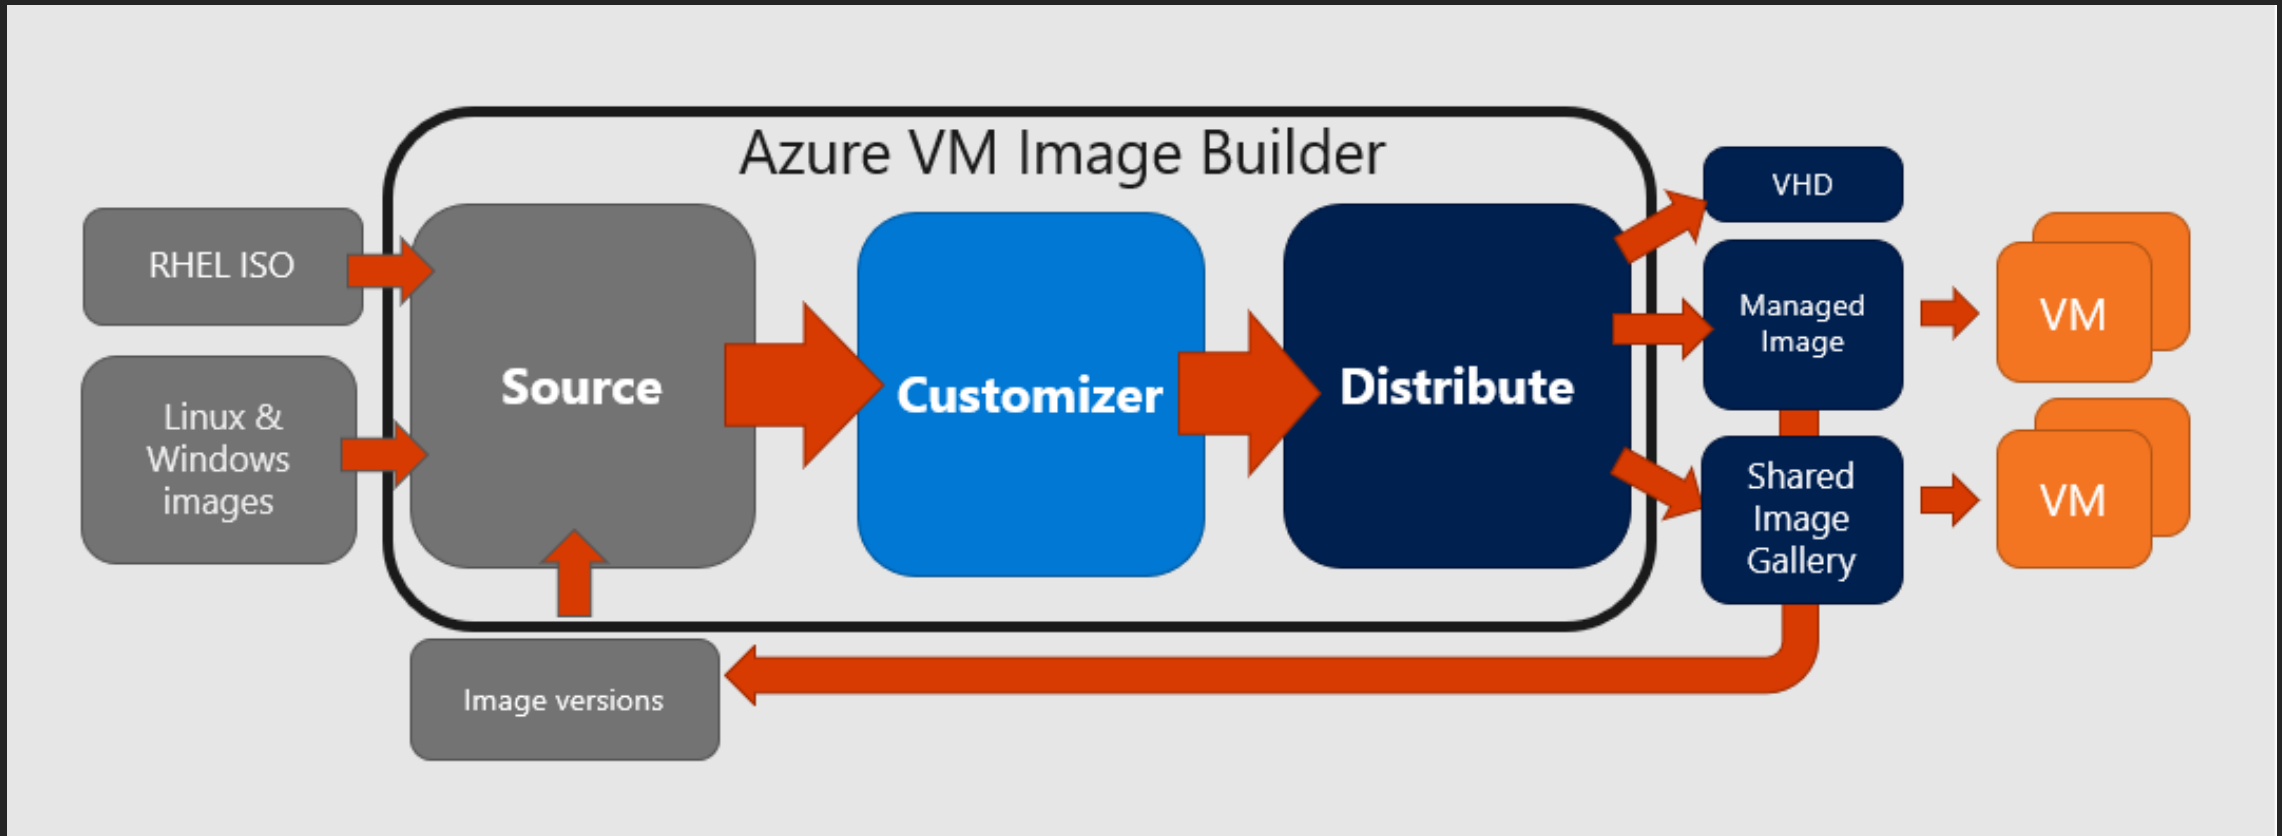 Azure VM Image Builder
RHEL ISO
Linux &
Windows
images
Source
Customizer
Distribute
VHD
Managed
Image
Shared
Image
Gallery
VM
VM
Image versions